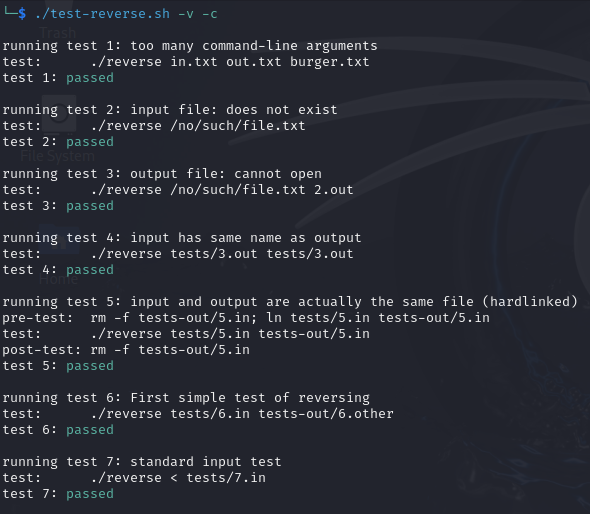 └─$ ./test-reverse.sh -v -c
running test 1: too many command-line arguments
test:      ./reverse in.txt out.txt burger.txt
test 1: passed
running test 2: input file: does not exist
test:      ./reverse /no/such/file.txt
test 2: passed
running test 3: output file: cannot open
test:      ./reverse /no/such/file.txt 2.out
test 3: passed
running test 4: input has same name as output
test:      ./reverse tests/3.out tests/3.out
test 4: passed
running test 5: input and output are actually the same file (hardlinked)
pre-test:  rm -f tests-out/5.in; ln tests/5.in tests-out/5.in
test:      ./reverse tests/5.in tests-out/5.in
post-test: rm -f tests-out/5.in
test 5: passed
running test 6: First simple test of reversing
test:      ./reverse tests/6.in tests-out/6.other
test 6: passed
running test 7: standard input test
test:      ./reverse < tests/7.in
test 7: passed
Trash
File System
Home